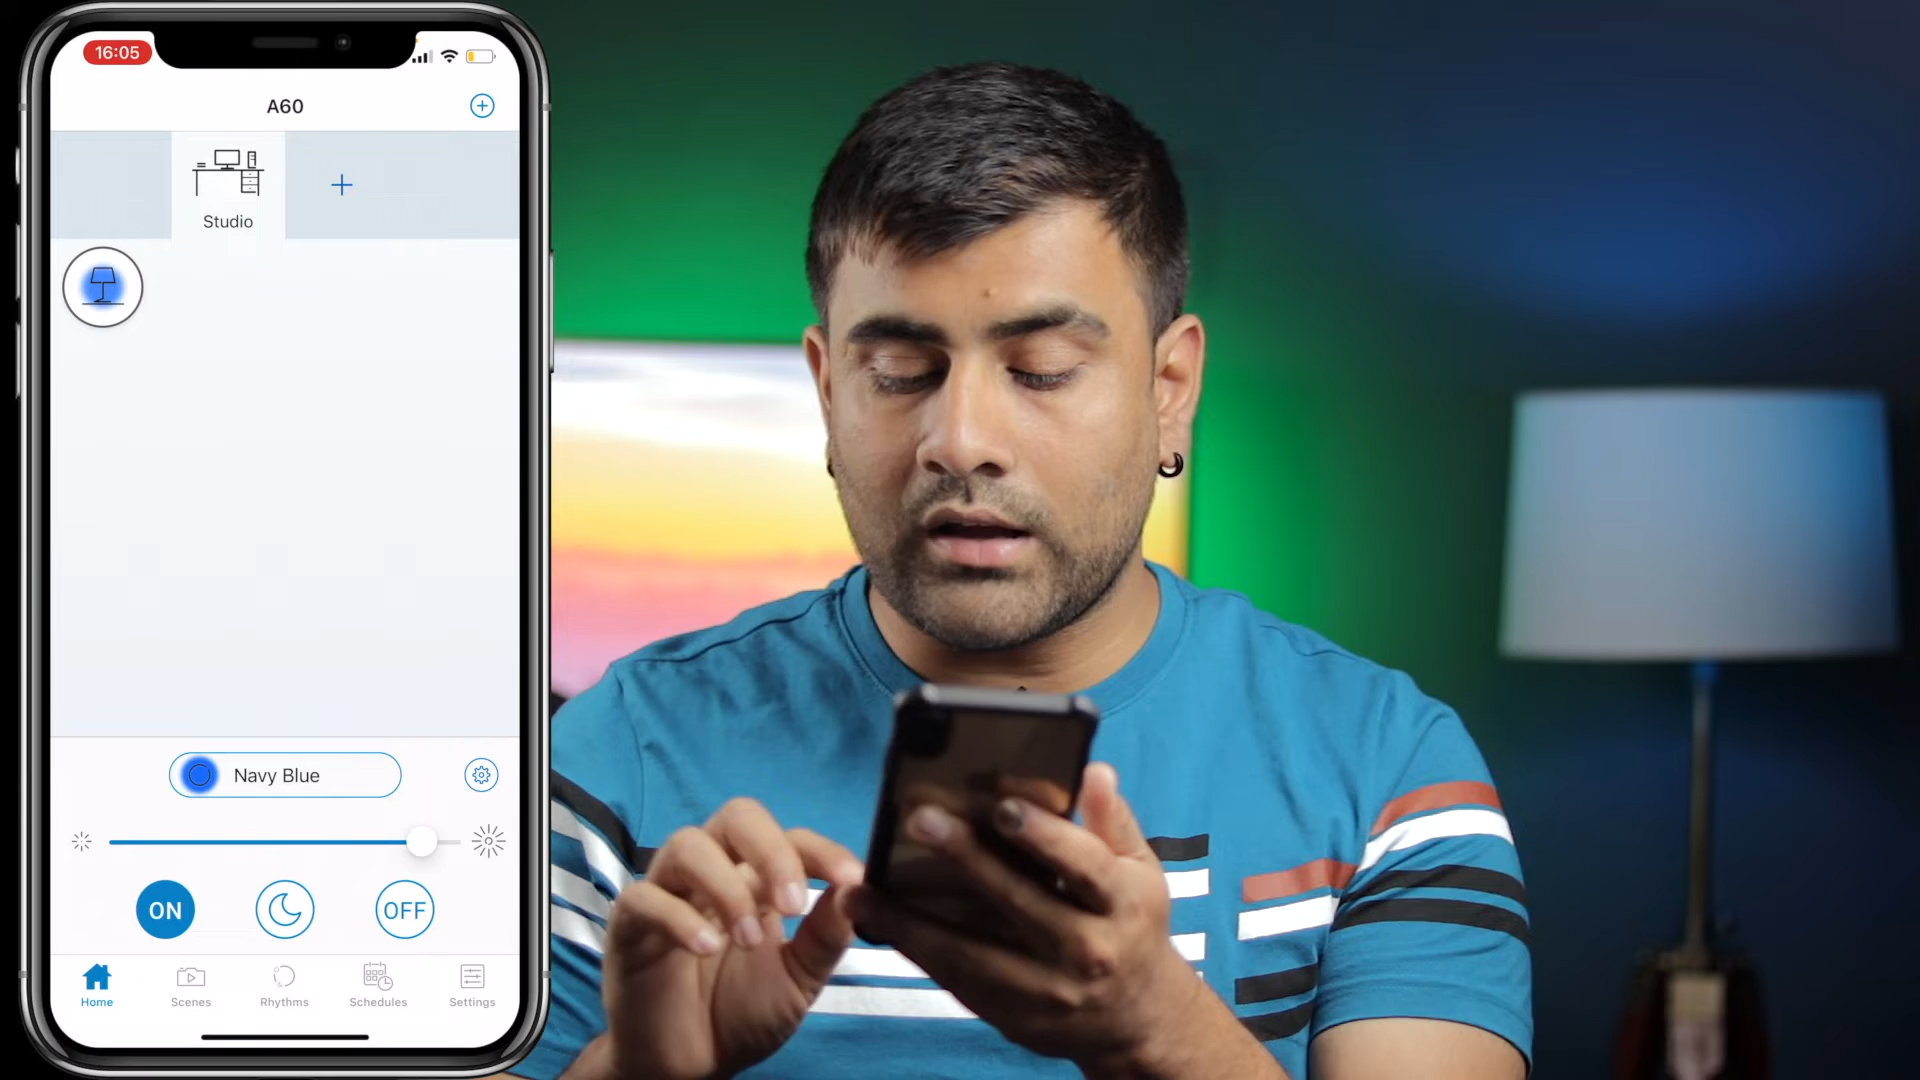 16:05
A60
Studio
Navy Blue
ON
OFF
Home
Scenes
Rhythms
Schedules
Settings